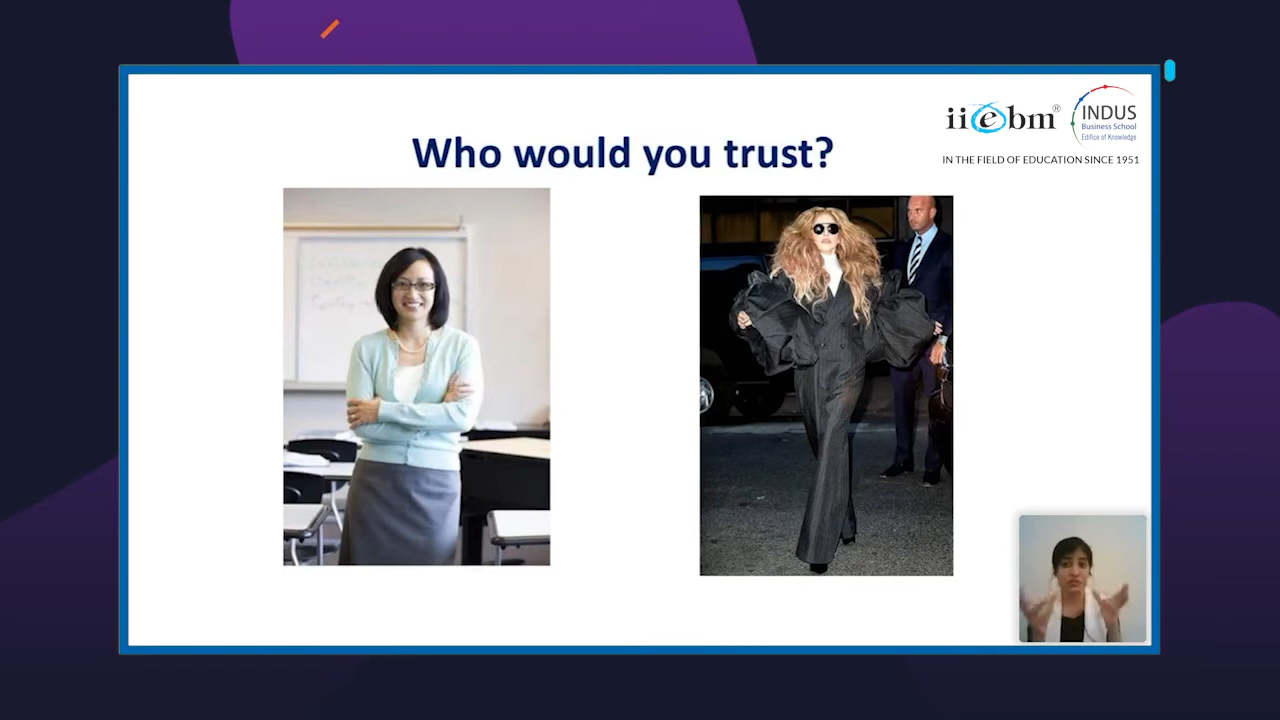 Who would you trust?
iiebm®
INDUS
Business School
Edifice of Knowledge
IN THE FIELD OF EDUCATION SINCE 1951